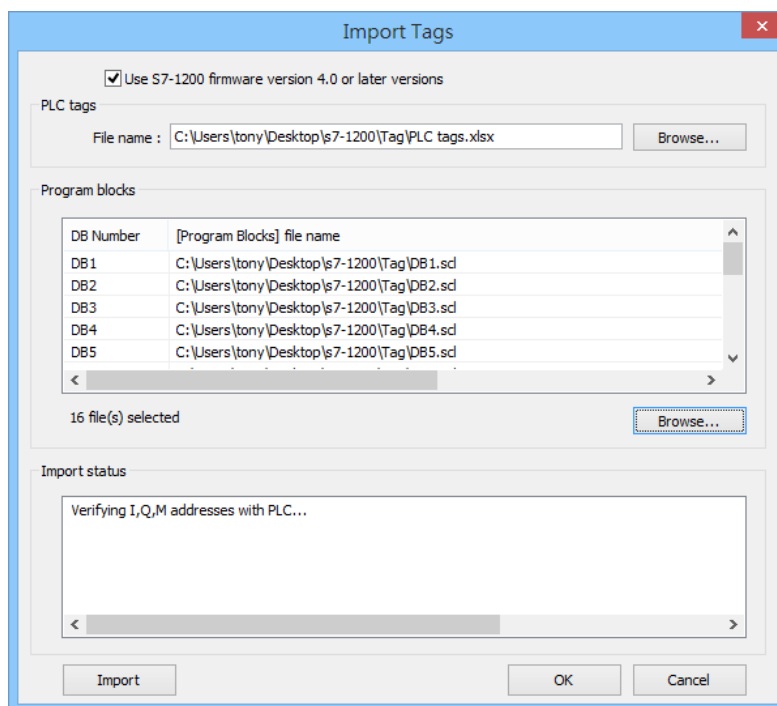 Import Tags
Use S7-1200 firmware version 4.0 or later versions
PLC tags
File name : C:\Users\tony\Desktop\s7-1200\Tag\PLC tags.xlsx Browse...
Program blocks
DB Number [Program Blocks] file name
DB1 C:\Users\tony\Desktop\s7-1200\Tag\DB1.scl
DB2 C:\Users\tony\Desktop\s7-1200\Tag\DB2.scl
DB3 C:\Users\tony\Desktop\s7-1200\Tag\DB3.scl
DB4 C:\Users\tony\Desktop\s7-1200\Tag\DB4.scl
DB5 C:\Users\tony\Desktop\s7-1200\Tag\DB5.scl
16 file(s) selected Browse...
Import status
Verifying I,Q,M addresses with PLC...
Import OK Cancel